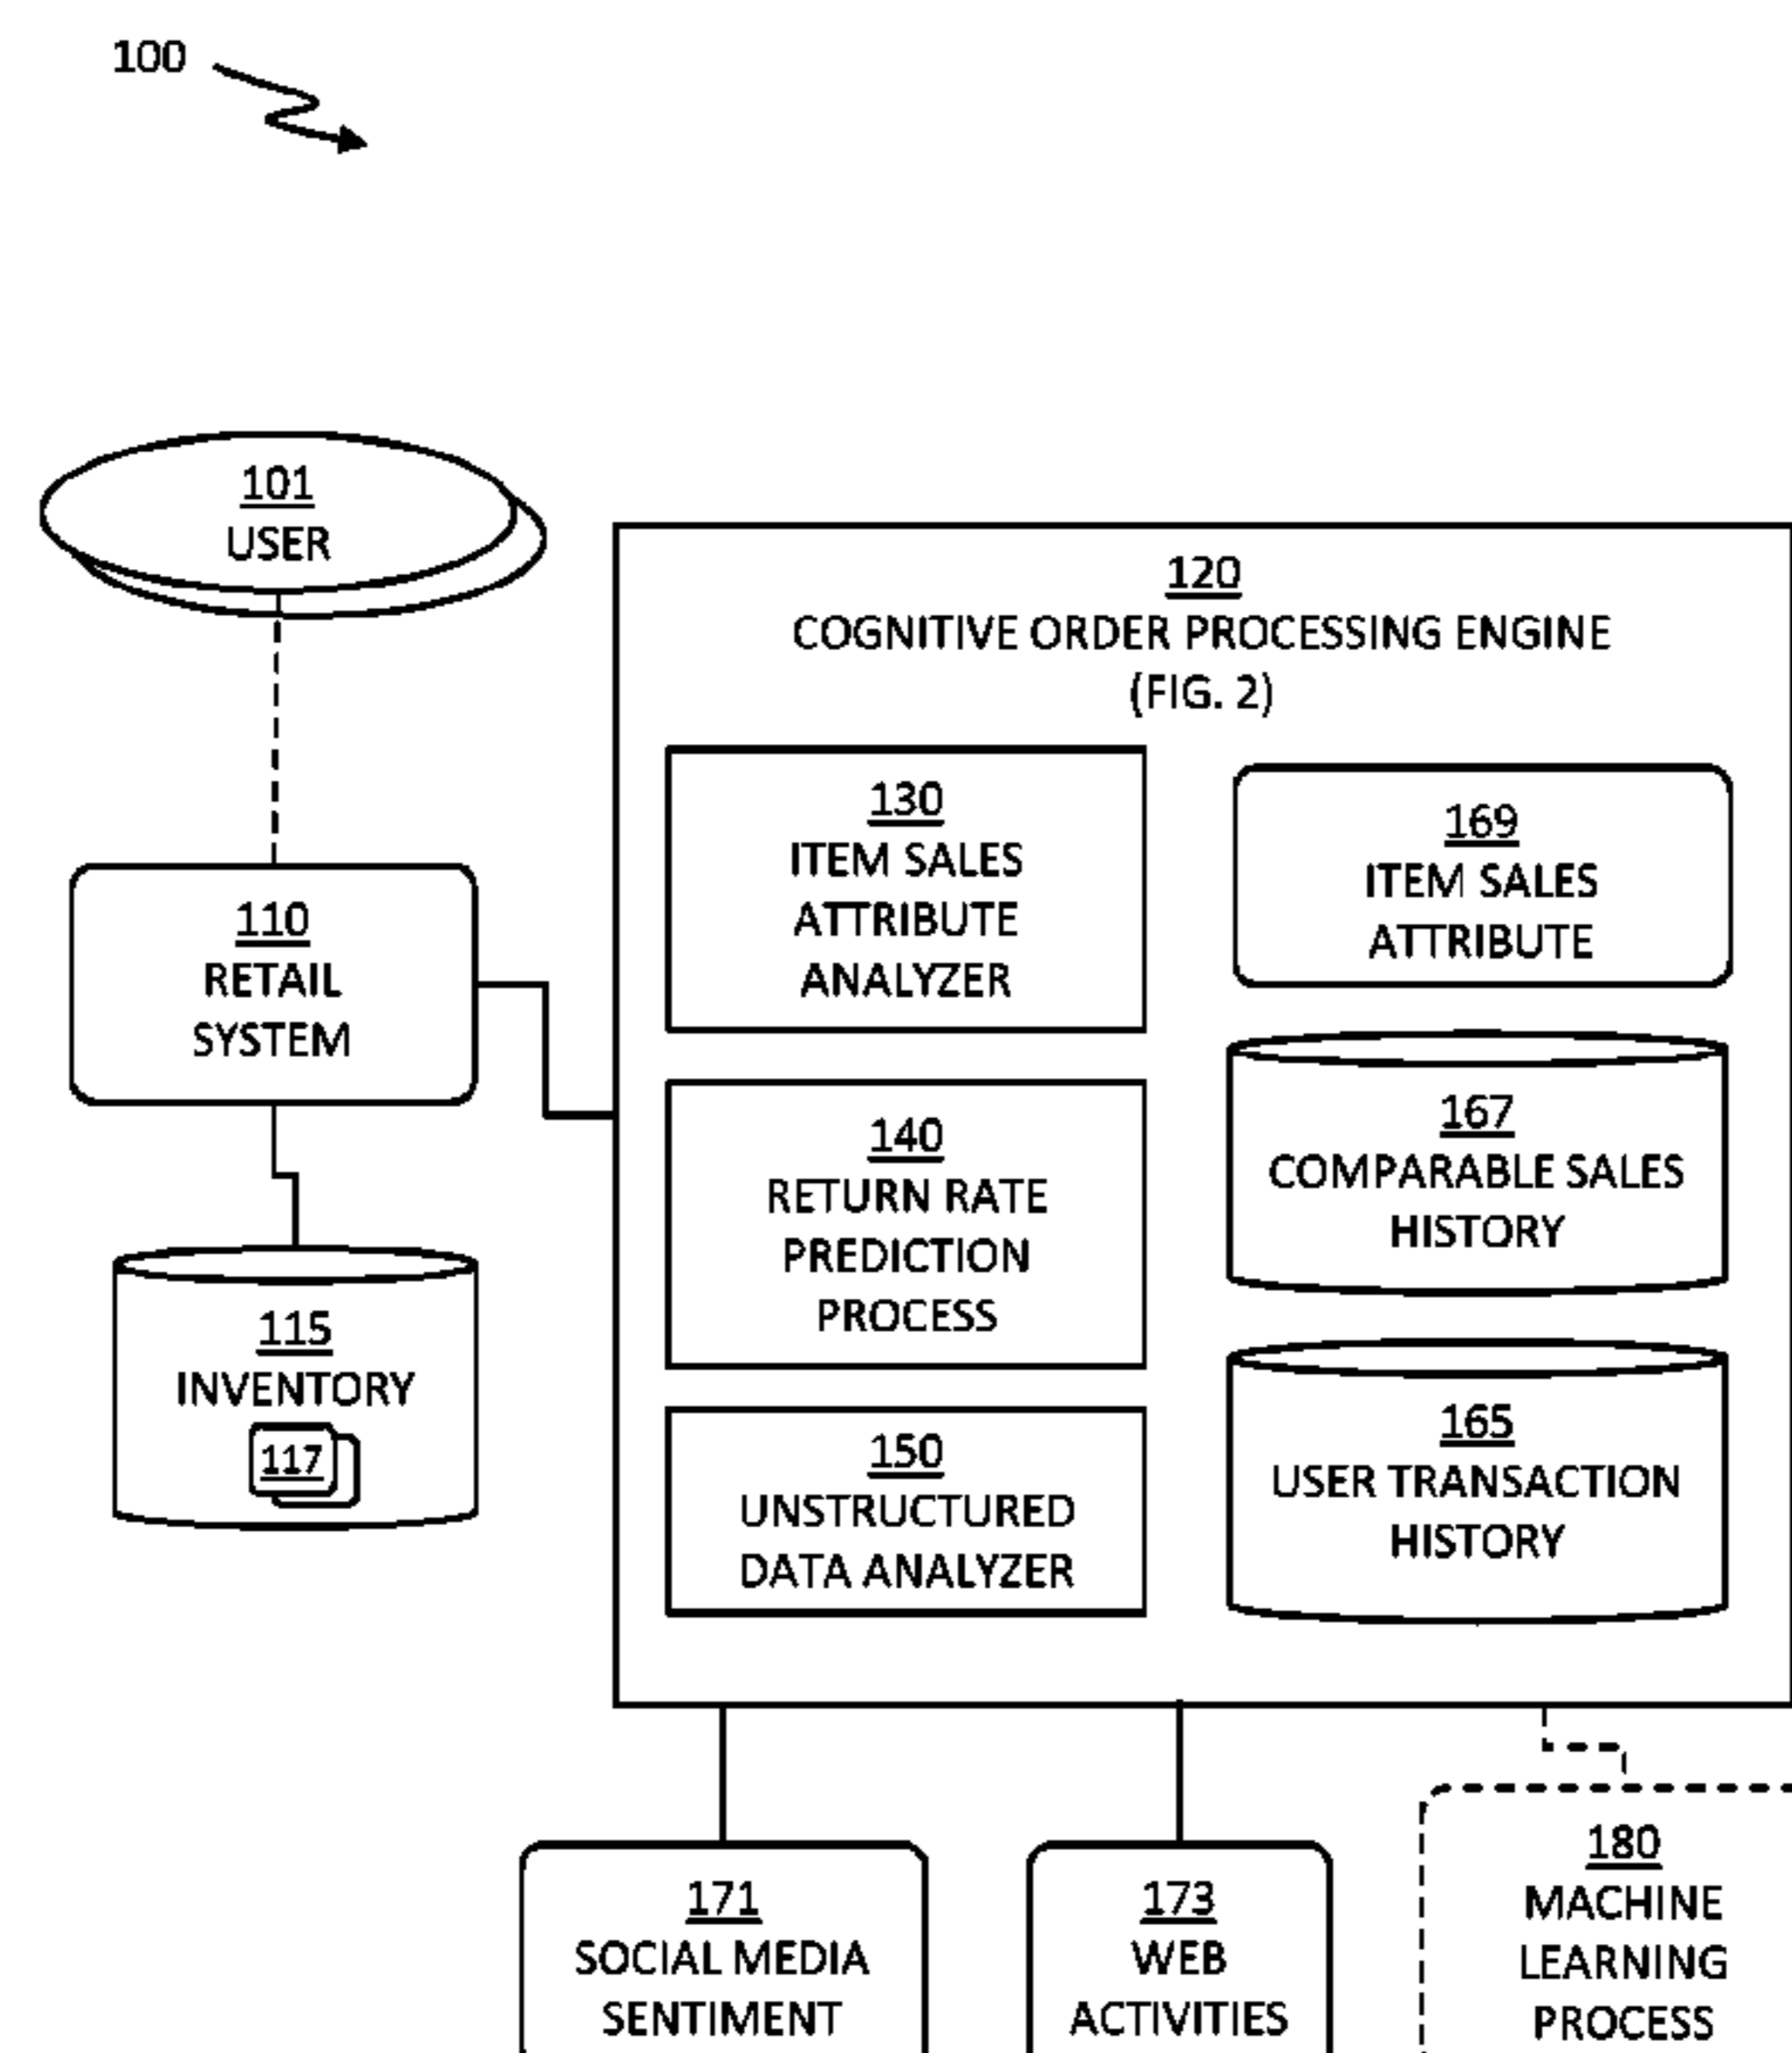 100
101
USER
110
RETAIL
SYSTEM
115
INVENTORY
117
120
COGNITIVE ORDER PROCESSING ENGINE
(FIG. 2)
130
ITEM SALES
ATTRIBUTE
ANALYZER
140
RETURN RATE
PREDICTION
PROCESS
150
UNSTRUCTURED
DATA ANALYZER
169
ITEM SALES
ATTRIBUTE
167
COMPARABLE SALES
HISTORY
165
USER TRANSACTION
HISTORY
171
SOCIAL MEDIA
SENTIMENT
173
WEB
ACTIVITIES
180
MACHINE
LEARNING
PROCESS